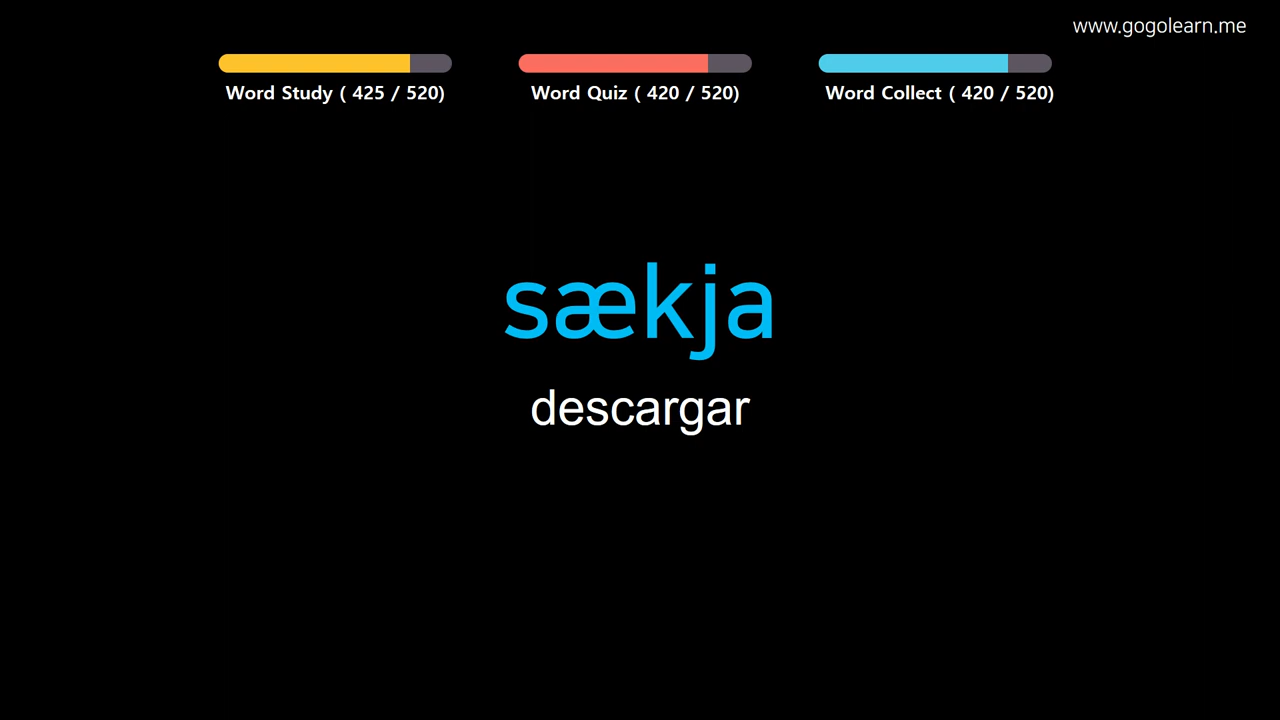 www.gogolearn.me
Word Study ( 425 / 520)
Word Quiz ( 420 / 520)
Word Collect ( 420 / 520)
sækja
descargar